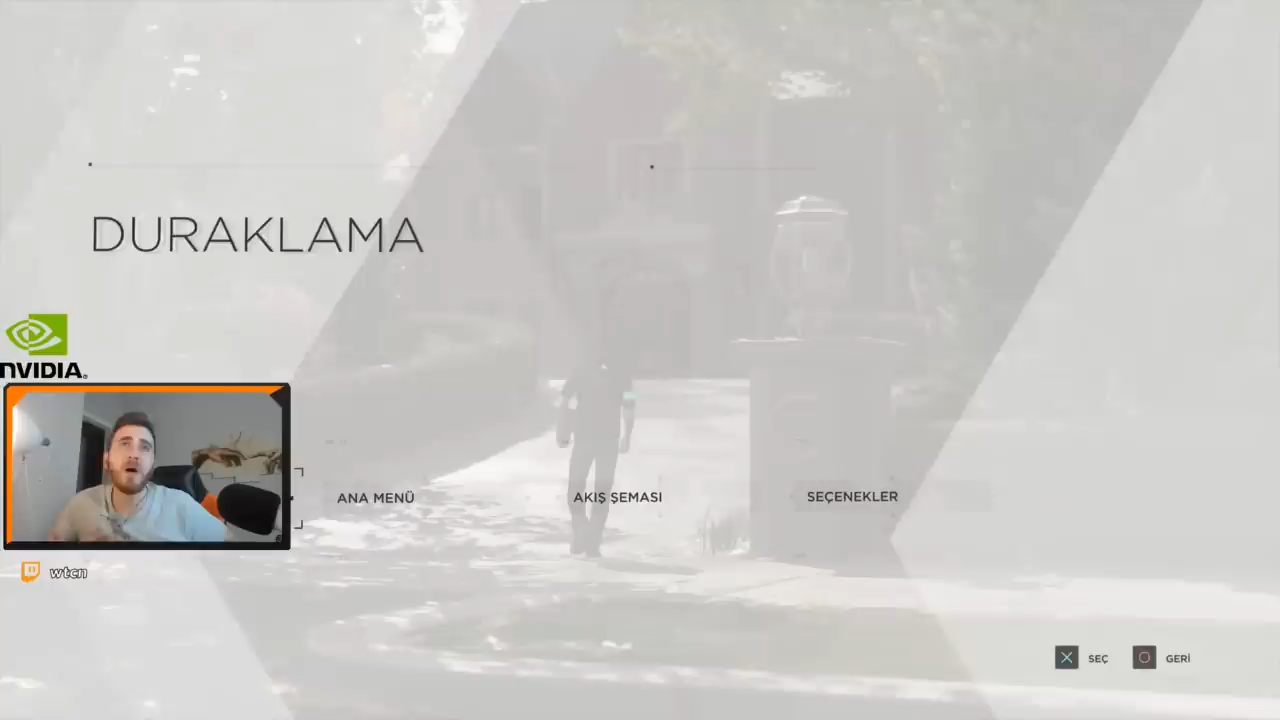 DURAKLAMA
NVIDIA.
ANA MENÜ
AKIŞ ŞEMASI
SEÇENEKLER
wtcn
SEÇ
GERİ